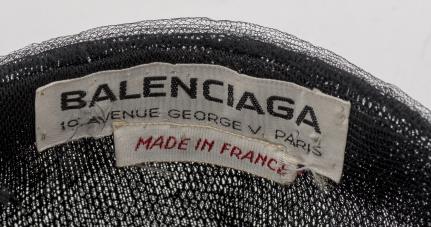 BALENCIAGA
10, AVENUE GEORGE V, PARIS
MADE IN FRANCE